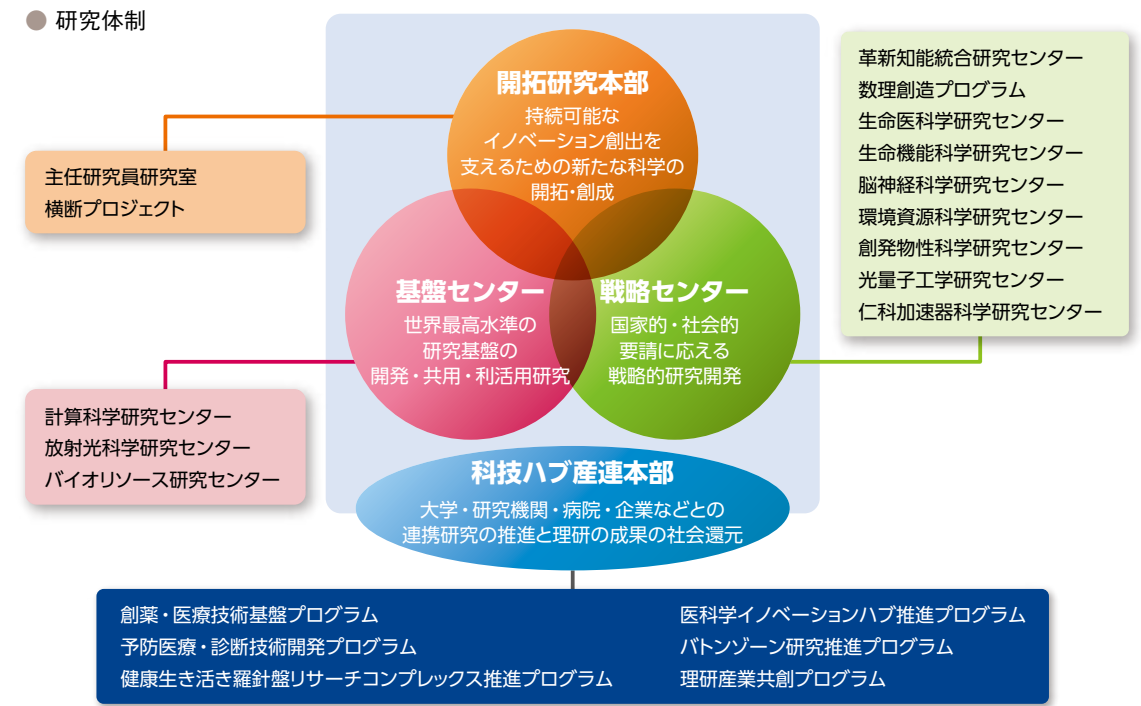 ● 研究体制
開拓研究本部
持続可能な
イノベーション創出を
支えるための新たな科学の
開拓・創成
主任研究員研究室
横断プロジェクト
基盤センター
世界最高水準の
研究基盤の
開発・共用・利活用研究
戦略センター
国家的・社会的
要請に応える
戦略的研究開発
革新知能統合研究センター
数理創造プログラム
生命医科学研究センター
生命機能科学研究センター
脳神経科学研究センター
環境資源科学研究センター
創発物性科学研究センター
光量子工学研究センター
仁科加速器科学研究センター
計算科学研究センター
放射光科学研究センター
バイオリソース研究センター
科技ハブ産連本部
大学・研究機関・病院・企業などとの
連携研究の推進と理研の成果の社会還元
創薬・医療技術基盤プログラム
予防医療・診断技術開発プログラム
健康生き活き羅針盤リサーチコンプレックス推進プログラム
医科学イノベーションハブ推進プログラム
バトンゾーン研究推進プログラム
理研産業共創プログラム